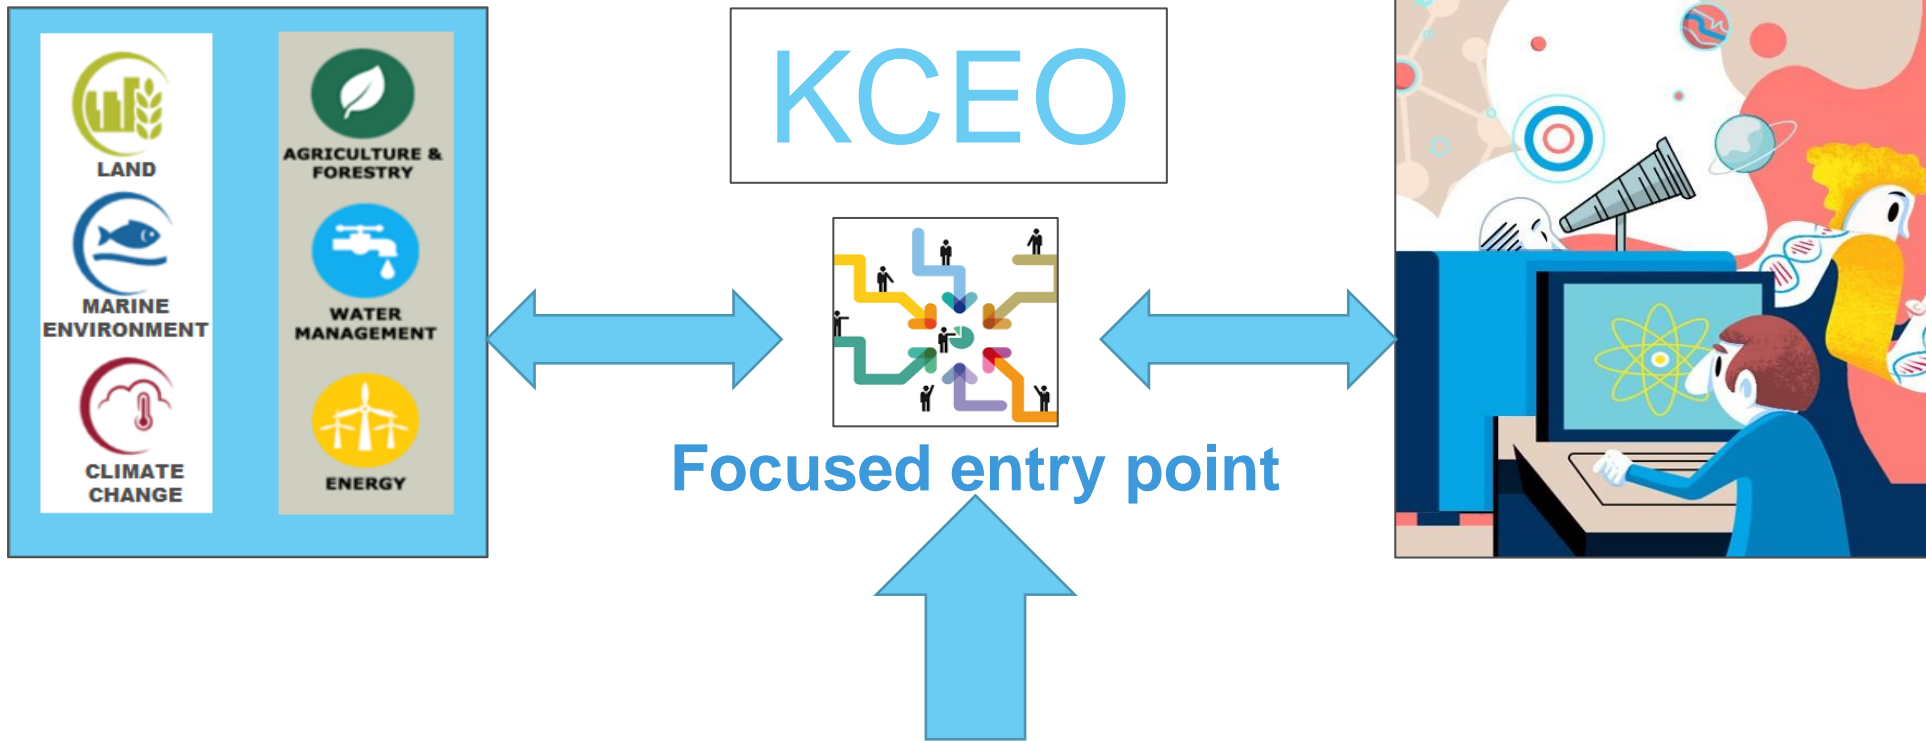 LAND
MARINE
ENVIRONMENT
CLIMATE
CHANGE
AGRICULTURE &
FORESTRY
WATER
MANAGEMENT
ENERGY
KCEO
Focused entry point